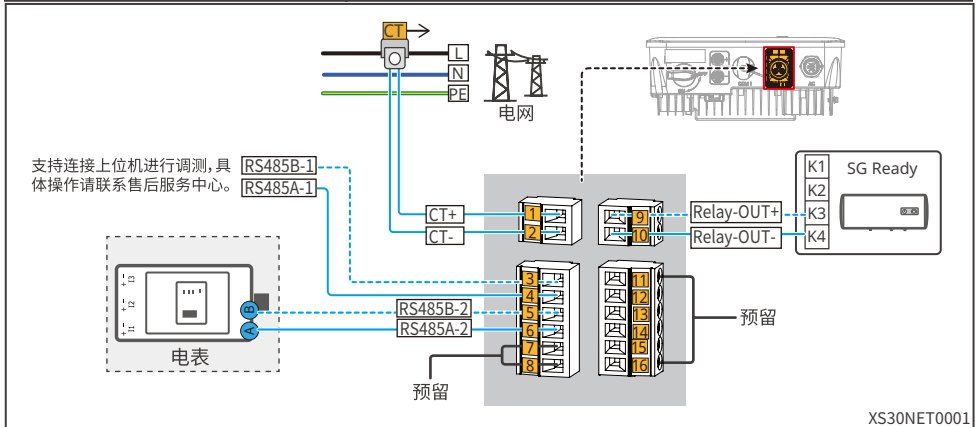 CT
L
N
PE
电网
支持连接上位机进行调测，具
体操作请联系售后服务中心。
RS485B-1
RS485A-1
CT+
CT-
1
2
9
10
Relay-OUT+
Relay-OUT-
K1
K2
K3
K4
SG Ready
3
4
5
6
7
8
11
12
13
14
15
16
RS485B-2
RS485A-2
B
A
+ - I3
+ - I2
+ - I1
电表
预留
预留
XS30NET0001